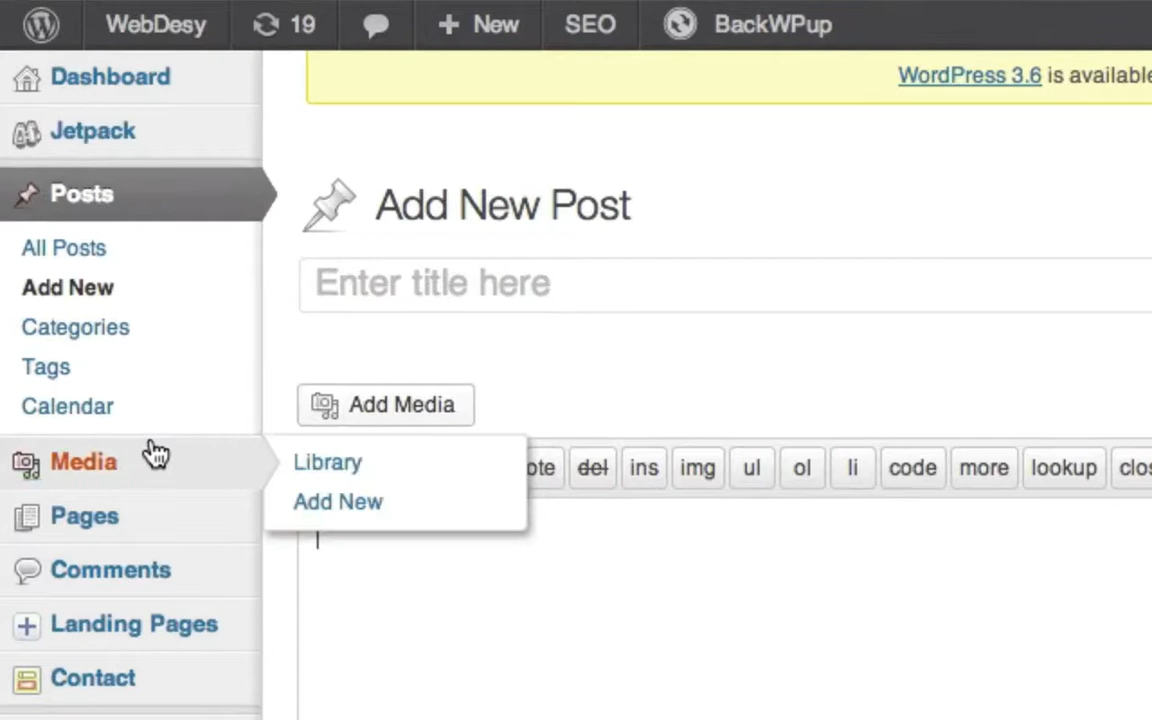 WebDesy 19 + New SEO BackWPup
Dashboard
WordPress 3.6 is available
Jetpack
Posts
Add New Post
All Posts
Add New
Enter title here
Categories
Tags
Calendar
Add Media
Media
Library
del ins img ul ol li code more lookup
Add New
Pages
Comments
Landing Pages
Contact